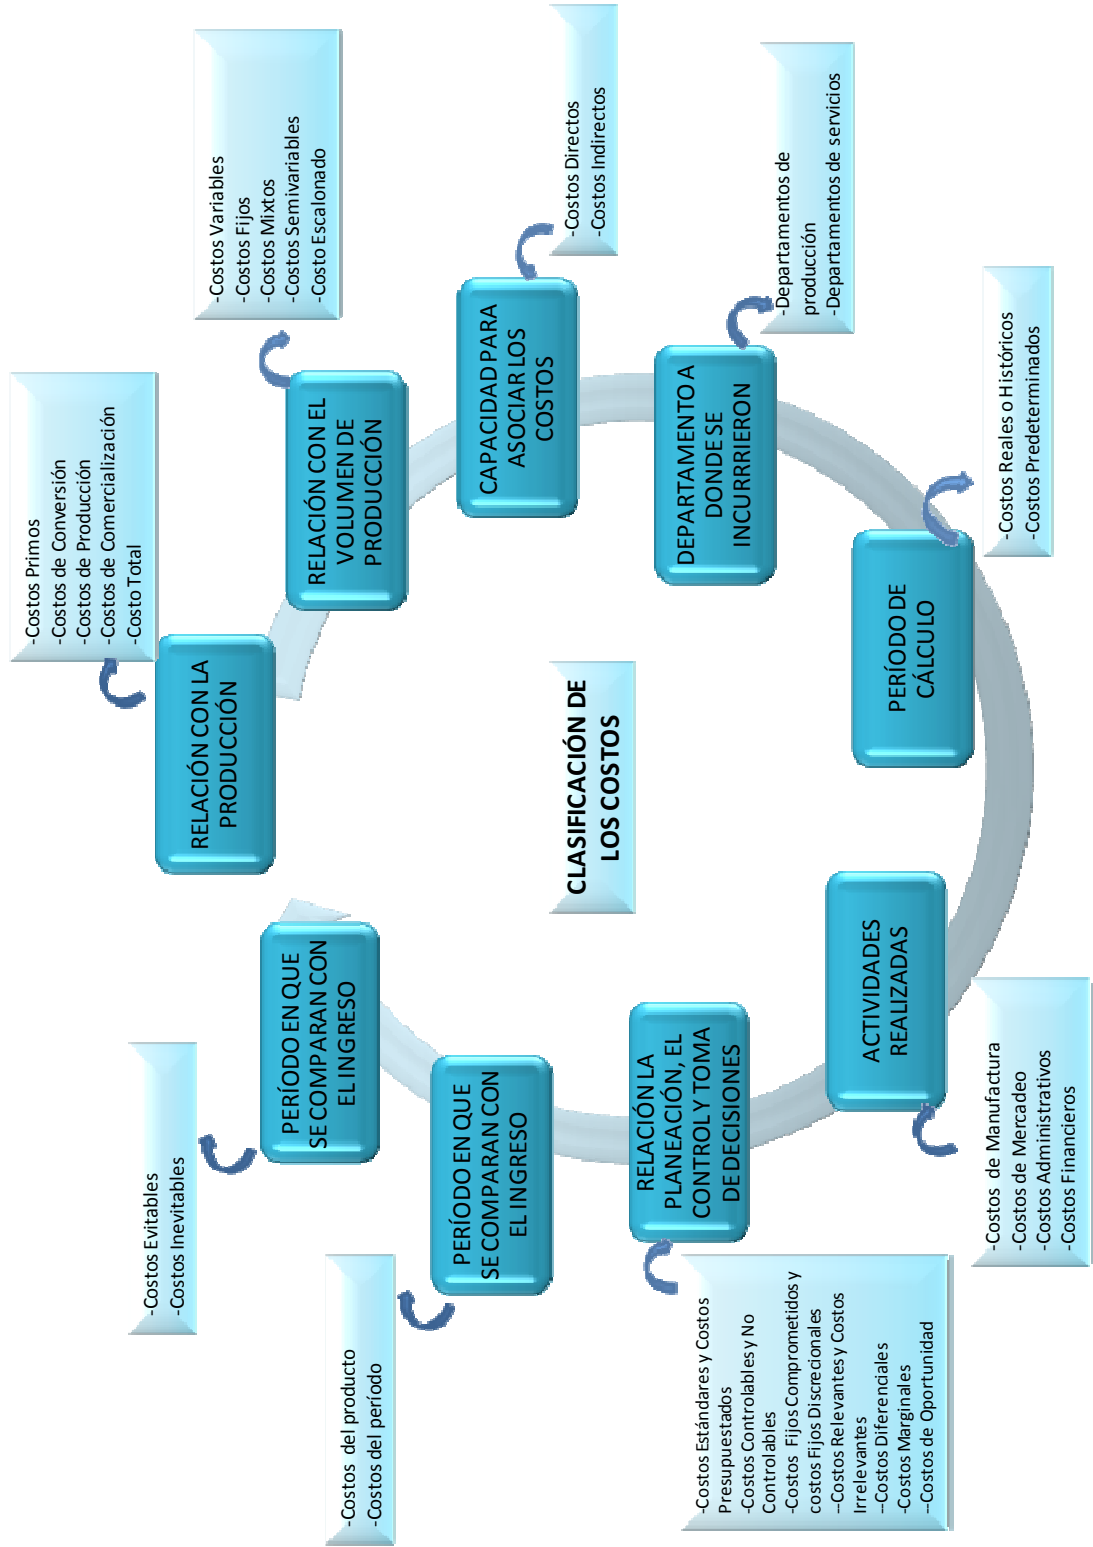 CLASIFICACIÓN DE
LOS COSTOS
RELACIÓN CON LA
PRODUCCIÓN
-Costos Primos
-Costos de Conversión
-Costos de Producción
-Costos de Comercialización
-Costo Total
RELACIÓN CON EL
VOLUMEN DE
PRODUCCIÓN
-Costos Variables
-Costos Fijos
-Costos Mixtos
-Costos Semivariables
-Costo Escalonado
CAPACIDAD PARA
ASOCIAR LOS
COSTOS
-Costos Directos
-Costos Indirectos
DEPARTAMENTO A
DONDE SE
INCURRIERON
-Departamentos de
producción
-Departamentos de servicios
PERÍODO DE
CÁLCULO
-Costos Reales o Históricos
-Costos Predeterminados
ACTIVIDADES
REALIZADAS
-Costos de Manufactura
-Costos de Mercadeo
-Costos Administrativos
-Costos Financieros
RELACIÓN LA
PLANEACIÓN, EL
CONTROL Y TOMA
DE DECISIONES
-Costos Estándares y Costos
Presupuestados
-Costos Controlables y No
Controlables
-Costos Fijos Comprometidos y
costos Fijos Discrecionales
--Costos Relevantes y Costos
Irrelevantes
--Costos Diferenciales
-Costos Marginales
--Costos de Oportunidad
PERÍODO EN QUE
SE COMPARAN CON
EL INGRESO
-Costos del producto
-Costos del período
PERÍODO EN QUE
SE COMPARAN CON
EL INGRESO
-Costos Evitables
-Costos Inevitables